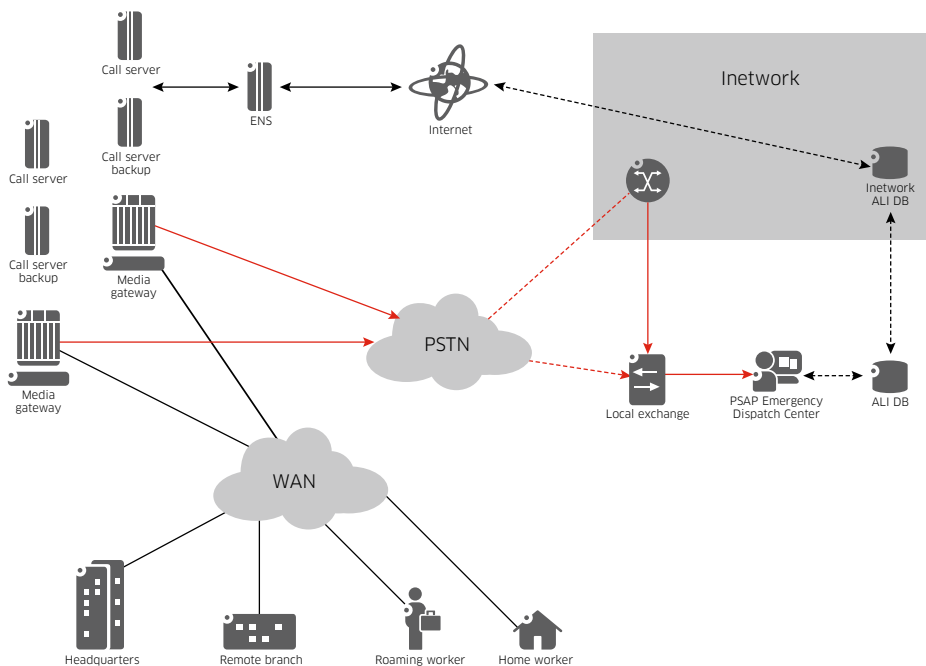 Call server
ENS
Internet
Inetwork
Call server
backup
Call server
Inetwork
ALI DB
Call server
backup
Media
gateway
PSTN
Media
gateway
Local exchange
PSAP Emergency
Dispatch Center
ALI DB
WAN
Headquarters
Remote branch
Roaming worker
Home worker